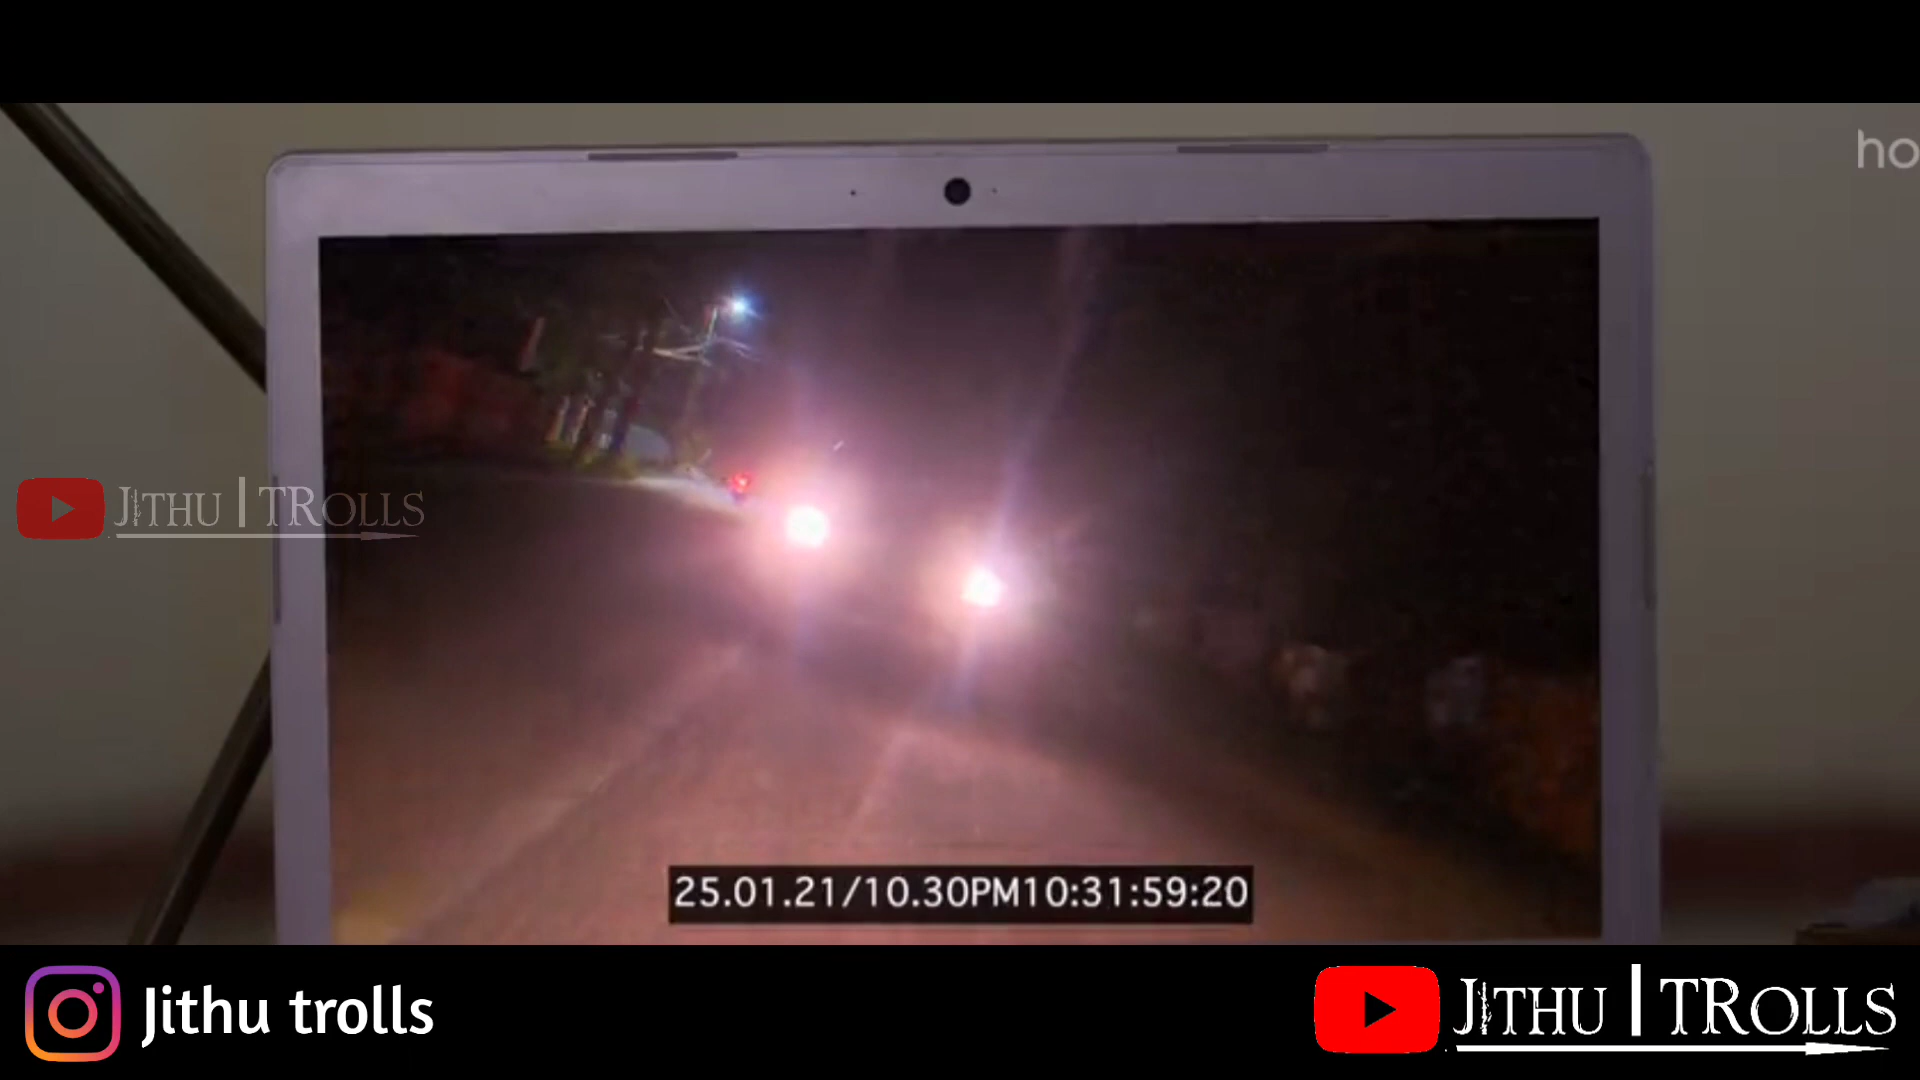 ho
JITHU | TROLLS
25.01.21/10.30PM10:31:59:20
Jithu trolls
JITHU | TROLLS